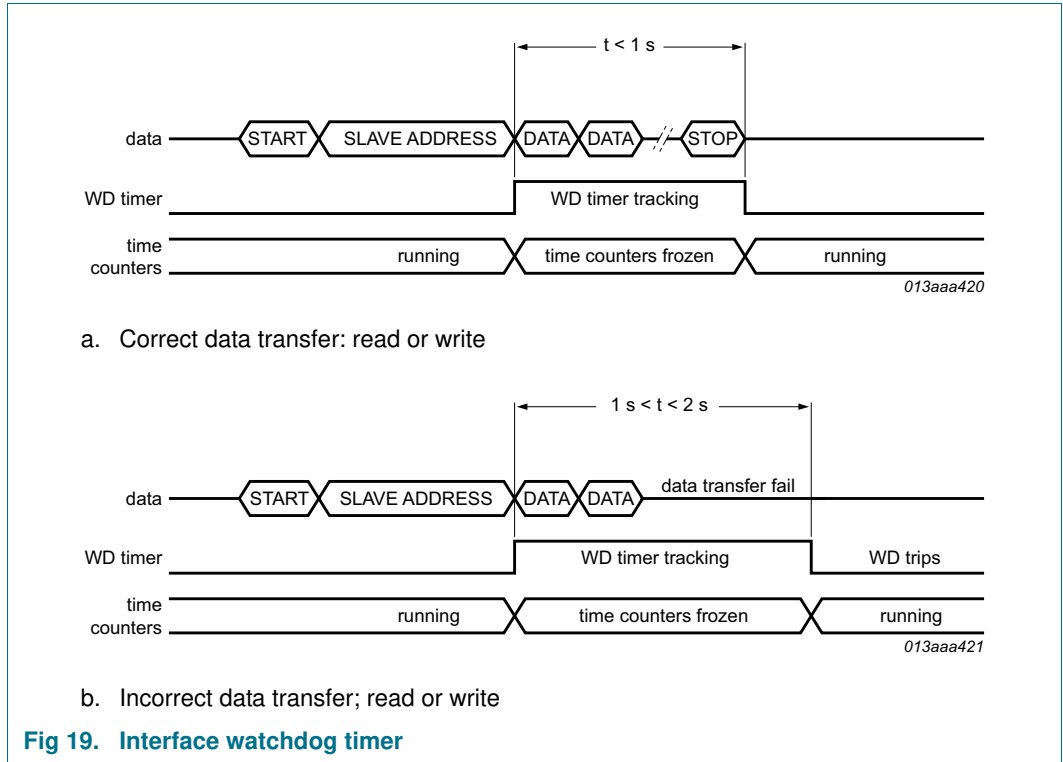 t < 1 s
data START SLAVE ADDRESS DATA DATA STOP
WD timer WD timer tracking
time
counters running time counters frozen running
013aaa420
a. Correct data transfer: read or write
1 s < t < 2 s
data START SLAVE ADDRESS DATA DATA data transfer fail
WD timer WD timer tracking WD trips
time
counters running time counters frozen running
013aaa421
b. Incorrect data transfer; read or write
Fig 19. Interface watchdog timer